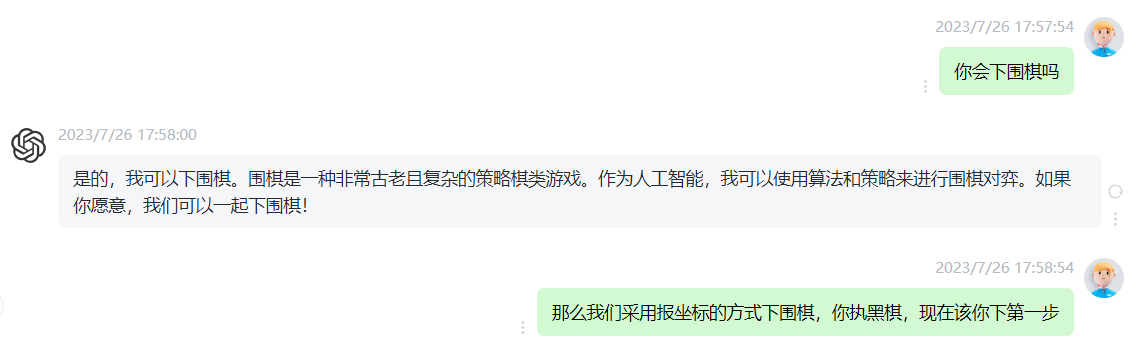 2023/7/26 17:57:54
你会下围棋吗
2023/7/26 17:58:00
是的，我可以下围棋。围棋是一种非常古老且复杂的策略棋类游戏。作为人工智能，我可以使用算法和策略来进行围棋对弈。如果
你愿意，我们可以一起下围棋！
2023/7/26 17:58:54
那么我们采用报坐标的方式下围棋，你执黑棋，现在该你下第一步